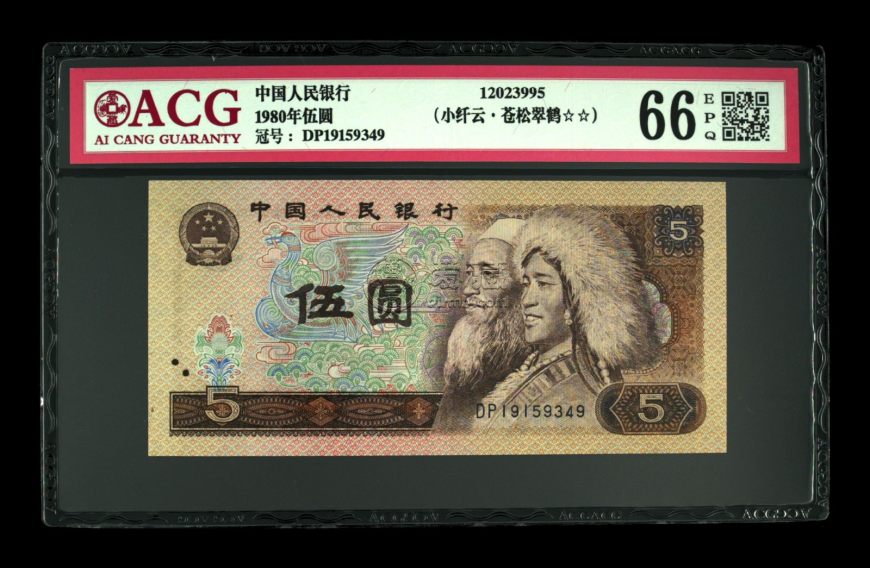 ACG
AI CANG GUARANTY
中国人民银行
1980年伍圆
冠号： DP19159349
12023995
（小纤云·苍松翠鹤☆☆）
66
EPQ
中国人民银行
5
伍圆
5
DP19159349
5